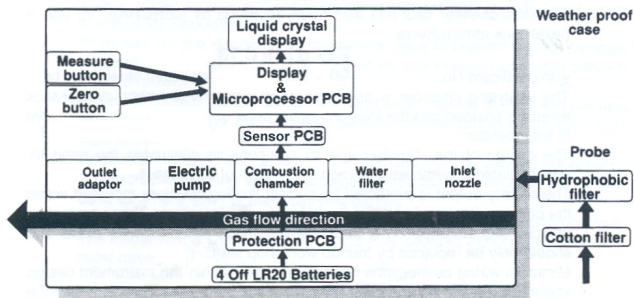 Liquid crystal
display
Weather proof
case
Measure
button
Zero
button
Display
&
Microprocessor PCB
Sensor PCB
Probe
Outlet
adaptor
Electric
pump
Combustion
chamber
Water
filter
Inlet
nozzle
Hydrophobic
filter
Gas flow direction
Protection PCB
Cotton filter
4 Off LR20 Batteries